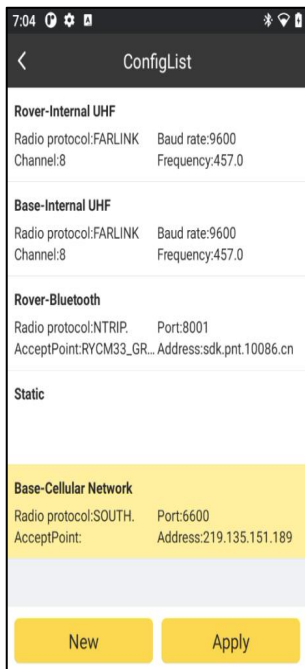 7:04
ConfigList
Rover-Internal UHF
Radio protocol:FARLINK Baud rate:9600
Channel:8 Frequency:457.0
Base-Internal UHF
Radio protocol:FARLINK Baud rate:9600
Channel:8 Frequency:457.0
Rover-Bluetooth
Radio protocol:NTRIP. Port:8001
AcceptPoint:RYCM33_GR... Address:sdk.pnt.10086.cn
Static
Base-Cellular Network
Radio protocol:SOUTH. Port:6600
AcceptPoint: Address:219.135.151.189
New Apply